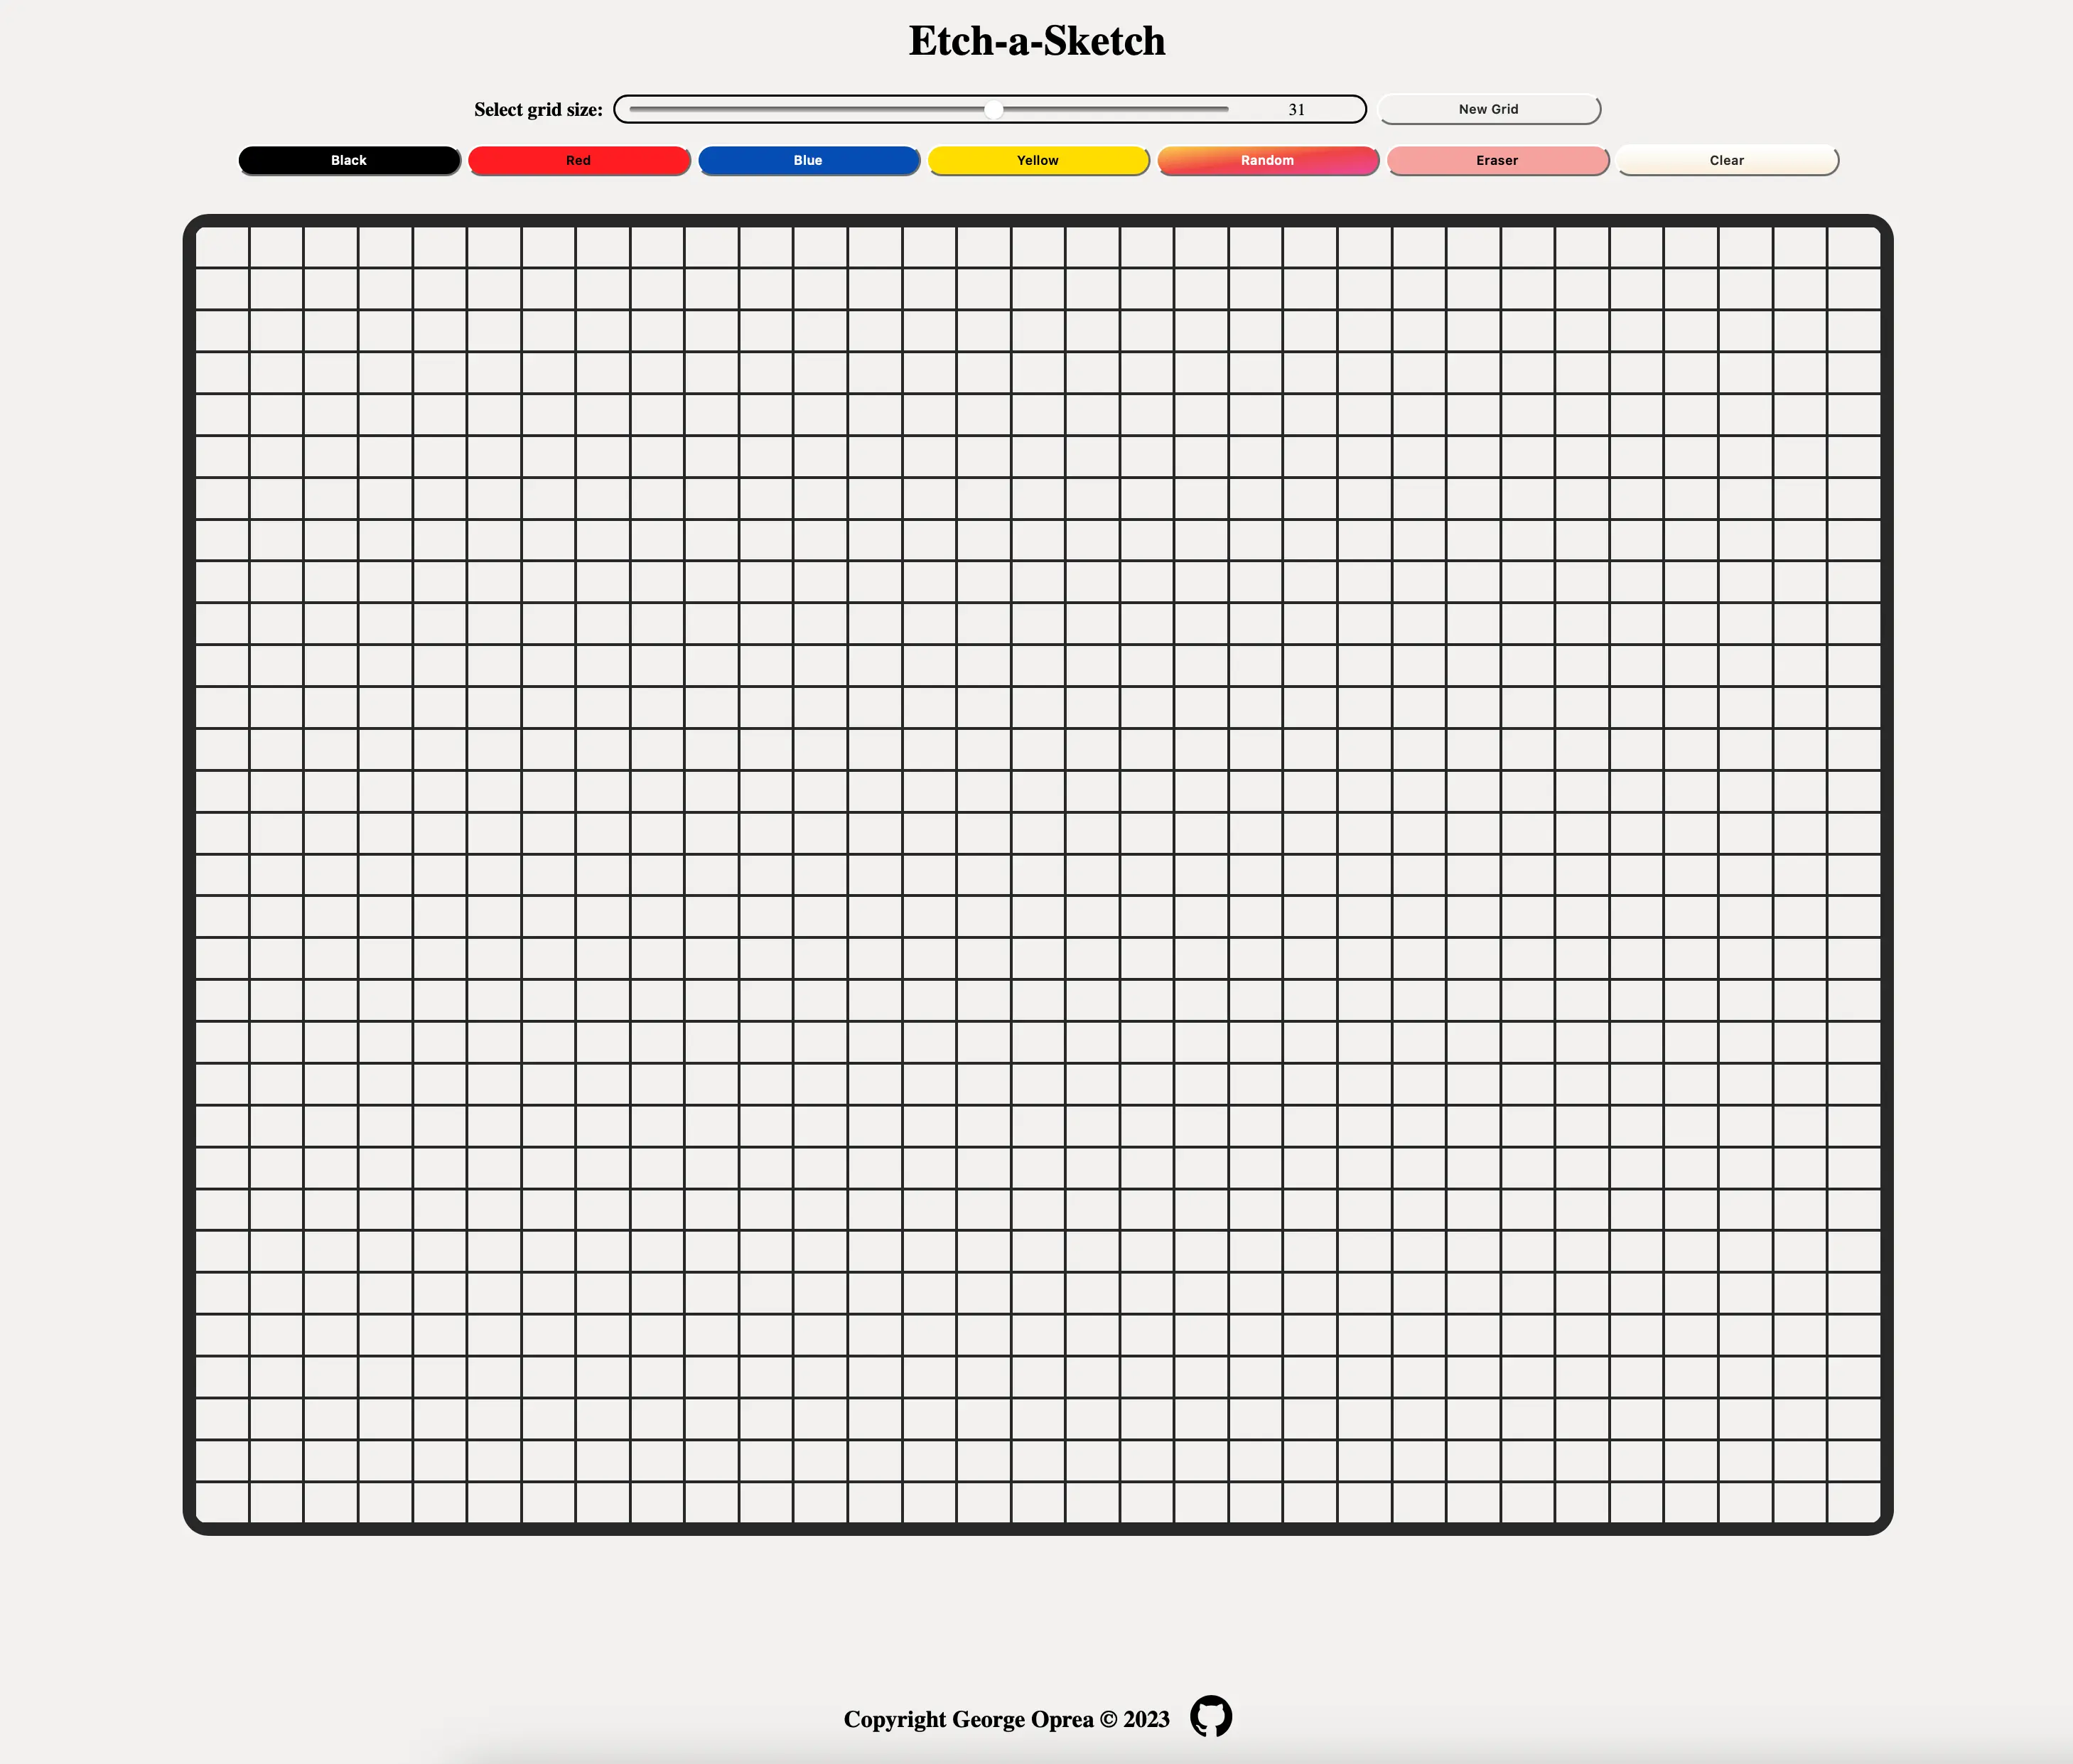 Etch-a-Sketch
Select grid size: 31 New Grid
Black Red Blue Yellow Random Eraser Clear
Copyright George Oprea © 2023